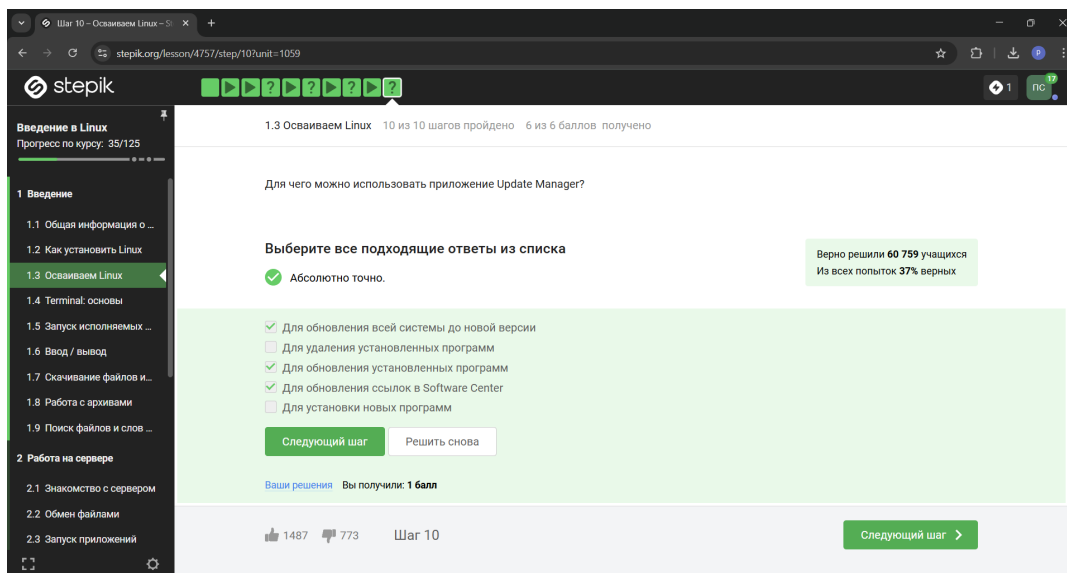 Шаг 10 – Осваиваем Linux – St
stepik.org/lesson/4757/step/10?unit=1059
P
stepik
?
?
?
?
1
ПС
17
Введение в Linux
Прогресс по курсу: 35/125
1 Введение
1.1 Общая информация о ...
1.2 Как установить Linux
1.3 Осваиваем Linux
1.4 Terminal: основы
1.5 Запуск исполняемых ...
1.6 Ввод / вывод
1.7 Скачивание файлов и...
1.8 Работа с архивами
1.9 Поиск файлов и слов ...
2 Работа на сервере
2.1 Знакомство с сервером
2.2 Обмен файлами
2.3 Запуск приложений
1.3 Осваиваем Linux 10 из 10 шагов пройдено 6 из 6 баллов получено
Для чего можно использовать приложение Update Manager?
Выберите все подходящие ответы из списка
Абсолютно точно.
Верно решили 60 759 учащихся
Из всех попыток 37% верных
Для обновления всей системы до новой версии
Для удаления установленных программ
Для обновления установленных программ
Для обновления ссылок в Software Center
Для установки новых программ
Следующий шаг
Решить снова
Ваши решения Вы получили: 1 балл
1487 773 Шаг 10
Следующий шаг